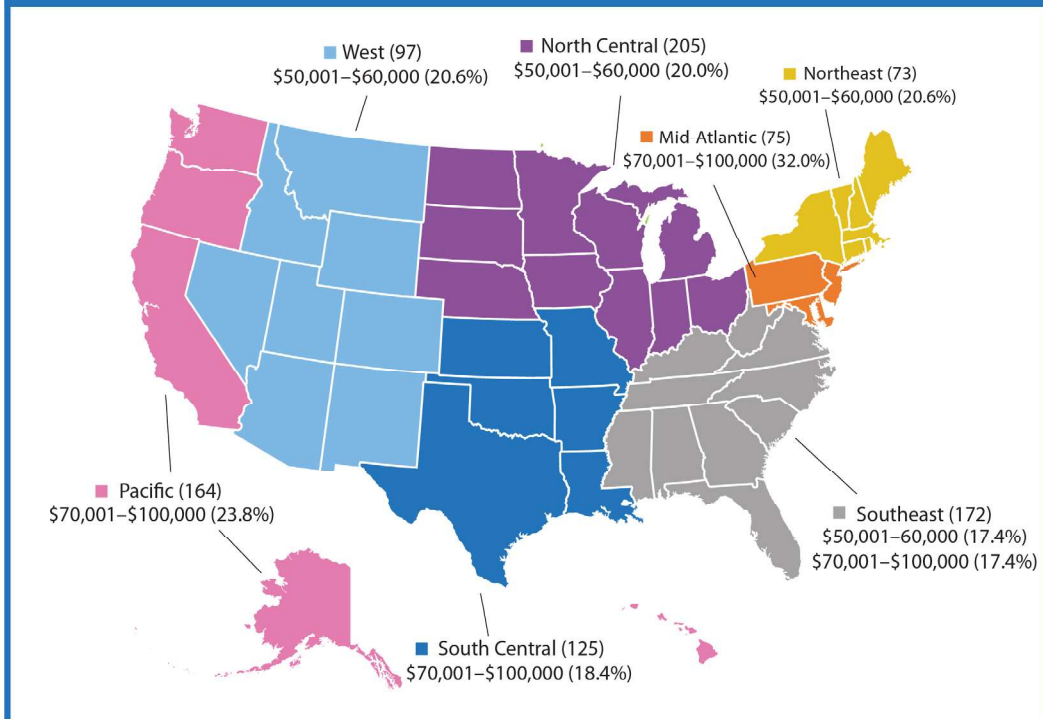 West (97)
$50,001–$60,000 (20.6%)
North Central (205)
$50,001–$60,000 (20.0%)
Northeast (73)
$50,001–$60,000 (20.6%)
Mid Atlantic (75)
$70,001–$100,000 (32.0%)
Pacific (164)
$70,001–$100,000 (23.8%)
Southeast (172)
$50,001–60,000 (17.4%)
$70,001–$100,000 (17.4%)
South Central (125)
$70,001–$100,000 (18.4%)